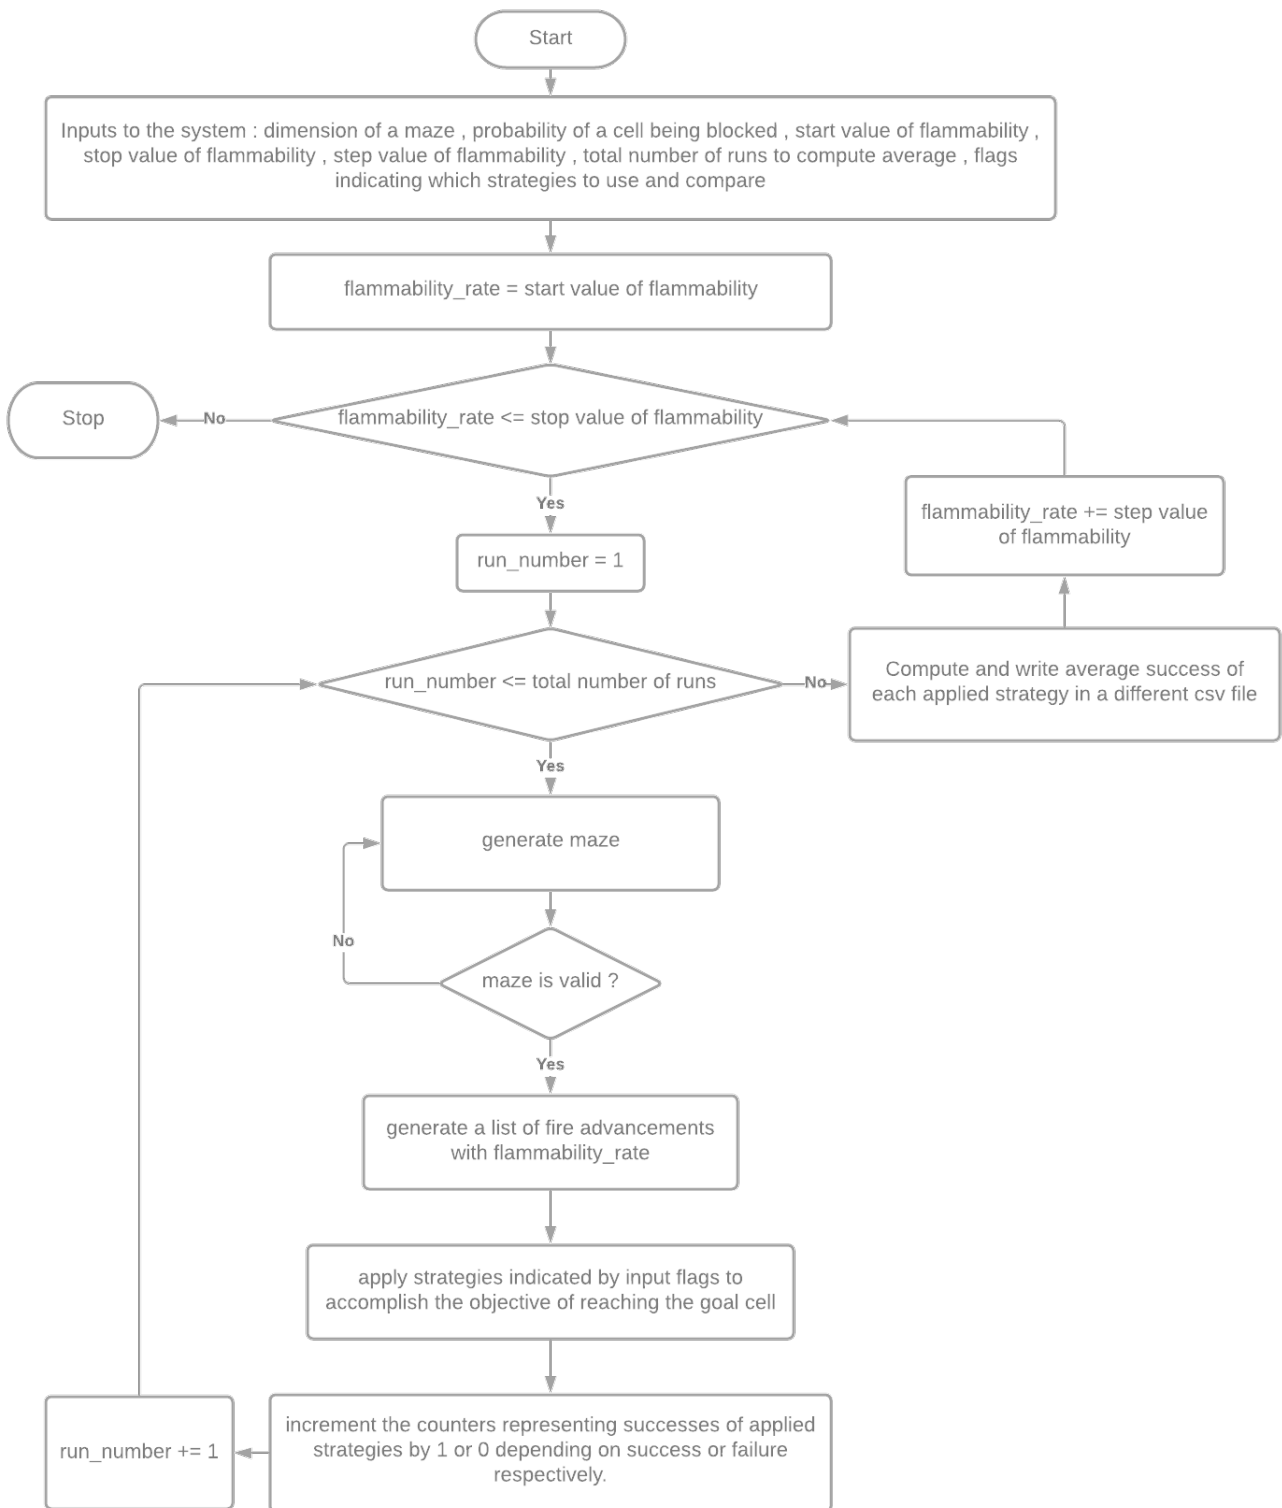 Start
Inputs to the system : dimension of a maze , probability of a cell being blocked , start value of flammability ,
stop value of flammability , step value of flammability , total number of runs to compute average , flags
indicating which strategies to use and compare
flammability_rate = start value of flammability
Stop
No
flammability_rate <= stop value of flammability
Yes
flammability_rate += step value
of flammability
run_number = 1
run_number <= total number of runs
No
Compute and write average success of
each applied strategy in a different csv file
Yes
generate maze
No
maze is valid ?
Yes
generate a list of fire advancements
with flammability_rate
apply strategies indicated by input flags to
accomplish the objective of reaching the goal cell
run_number += 1
increment the counters representing successes of applied
strategies by 1 or 0 depending on success or failure
respectively.